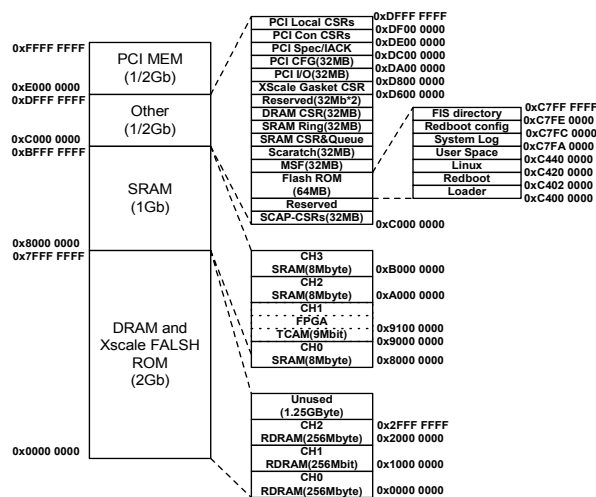 0xFFFF FFFF
PCI MEM
(1/2Gb)
0xE000 0000
0xDFFF FFFF
Other
(1/2Gb)
0xC000 0000
0xBFFF FFFF
SRAM
(1Gb)
0x8000 0000
0x7FFF FFFF
DRAM and
Xscale FALSH
ROM
(2Gb)
0x0000 0000
PCI Local CSRs
0xDFFF FFFF
PCI Con CSRs
0xDF00 0000
PCI Spec/IACK
0xDE00 0000
PCI CFG(32MB)
0xDC00 0000
PCI I/O(32MB)
0xDA00 0000
XScale Gasket CSR
0xD800 0000
Reserved(32Mb*2)
0xD600 0000
DRAM CSR(32MB)
SRAM Ring(32MB)
SRAM CSR&Queue
Scaratch(32MB)
MSF(32MB)
Flash ROM
(64MB)
Reserved
SCAP-CSRs(32MB)
0xC000 0000
0xC7FF FFFF
FIS directory
0xC7FE 0000
Redboot config
0xC7FC 0000
System Log
0xC7FA 0000
User Space
0xC440 0000
Linux
0xC420 0000
Redboot
0xC402 0000
Loader
0xC400 0000
CH3
SRAM(8Mbyte)
0xB000 0000
CH2
SRAM(8Mbyte)
0xA000 0000
CH1
FPGA
0x9100 0000
TCAM(9Mbit)
0x9000 0000
CH0
SRAM(8Mbyte)
0x8000 0000
Unused
(1.25GByte)
CH2
0x2FFF FFFF
RDRAM(256Mbyte)
0x2000 0000
CH1
RDRAM(256Mbit)
0x1000 0000
CH0
RDRAM(256Mbyte)
0x0000 0000